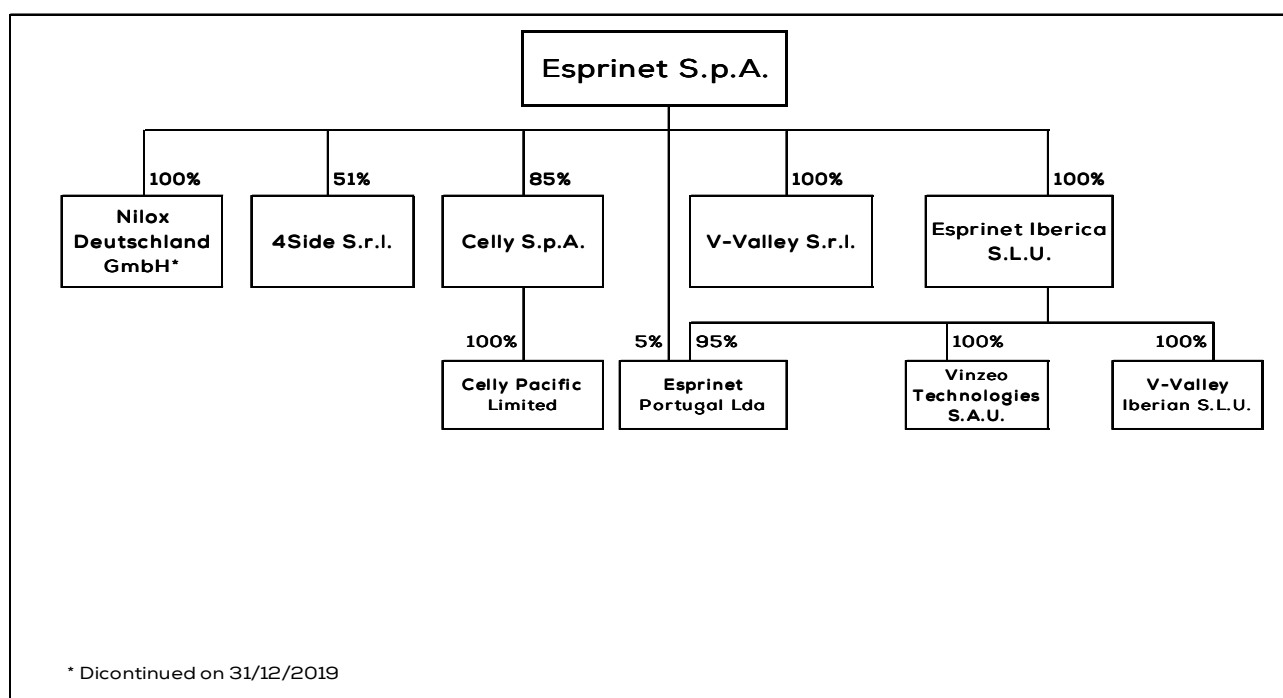 Esprinet S.p.A.
100%
51%
85%
100%
100%
Nilox
Deutschland
GmbH*
4Side S.r.l.
Celly S.p.A.
V-Valley S.r.l.
Esprinet Iberica
S.L.U.
100%
5%
95%
100%
100%
Celly Pacific
Limited
Esprinet
Portugal Lda
Vinzeo
Technologies
S.A.U.
V-Valley
Iberian S.L.U.
* Dicontinued on 31/12/2019